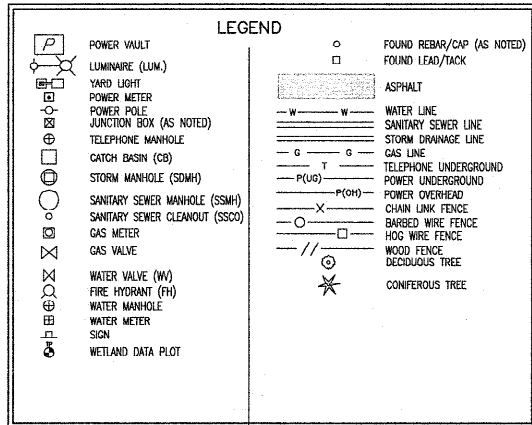 LEGEND
P POWER VAULT
LUMINAIRE (LUM.)
YARD LIGHT
POWER METER
POWER POLE
JUNCTION BOX (AS NOTED)
TELEPHONE MANHOLE
CATCH BASIN (CB)
STORM MANHOLE (SDMH)
SANITARY SEWER MANHOLE (SSMH)
SANITARY SEWER CLEANOUT (SSCO)
GAS METER
GAS VALVE
WATER VALVE (WV)
FIRE HYDRANT (FH)
WATER MANHOLE
WATER METER
SIGN
TP WETLAND DATA PLOT
FOUND REBAR/CAP (AS NOTED)
FOUND LEAD/TACK
ASPHALT
W W WATER LINE
SANITARY SEWER LINE
STORM DRAINAGE LINE
G G GAS LINE
T TELEPHONE UNDERGROUND
P(UG) POWER UNDERGROUND
P(OH) POWER OVERHEAD
X CHAIN LINK FENCE
BARBED WIRE FENCE
HOG WIRE FENCE
// WOOD FENCE
DECIDUOUS TREE
CONIFEROUS TREE